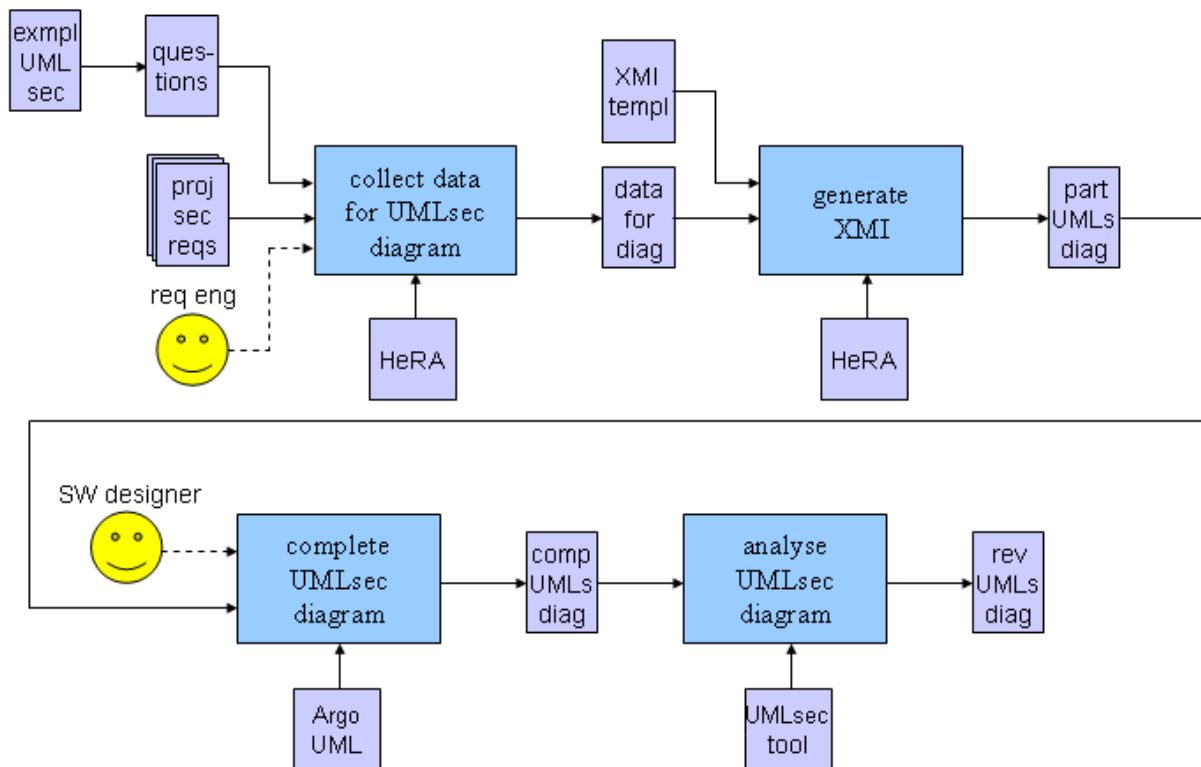 exmpl
UML
sec
ques-
tions
XMI
templ
proj
sec
reqs
collect data
for UMLsec
diagram
data
for
diag
generate
XMI
part
UMLs
diag
req eng
HeRA
HeRA
SW designer
complete
UMLsec
diagram
comp
UMLs
diag
analyse
UMLsec
diagram
rev
UMLs
diag
Argo
UML
UMLsec
tool